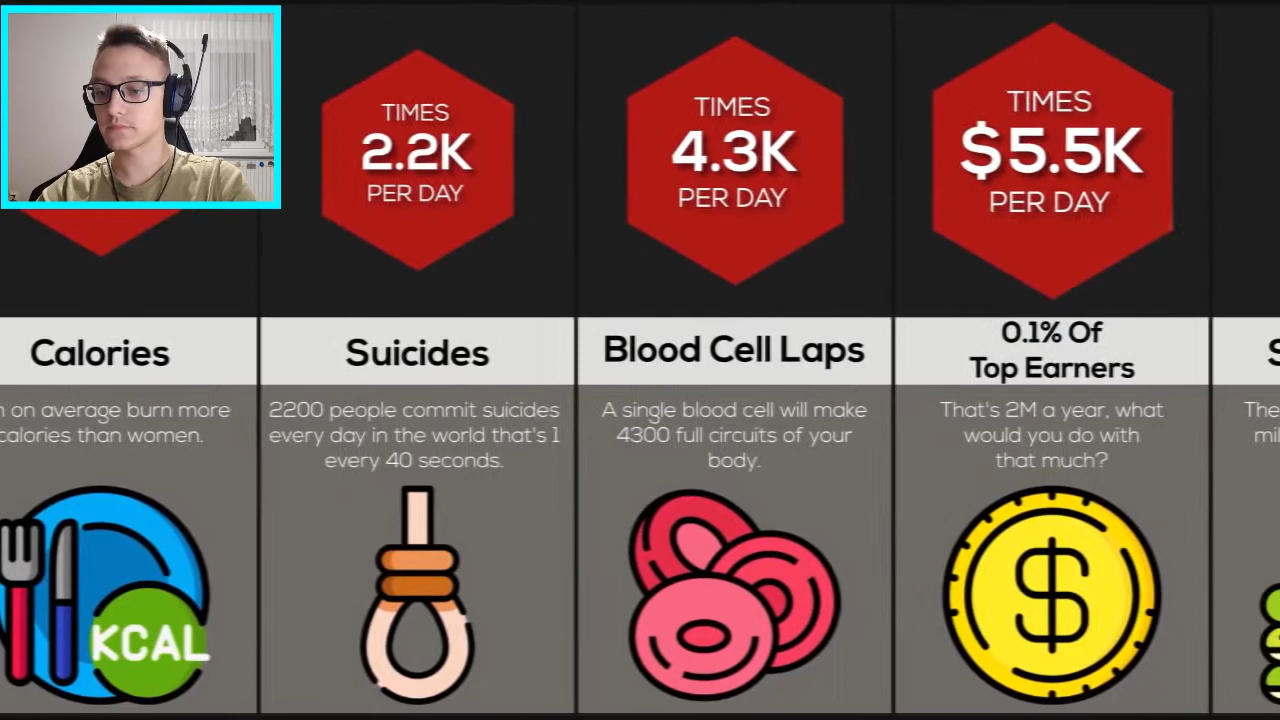 TIMES
2.2K
PER DAY
TIMES
4.3K
PER DAY
TIMES
$5.5K
PER DAY
Calories
on average burn more
calories than women.
KCAL
Suicides
2200 people commit suicides
every day in the world that's 1
every 40 seconds.
Blood Cell Laps
A single blood cell will make
4300 full circuits of your
body.
0.1% Of
Top Earners
That's 2M a year, what
would you do with
that much?
$
S
The
mil